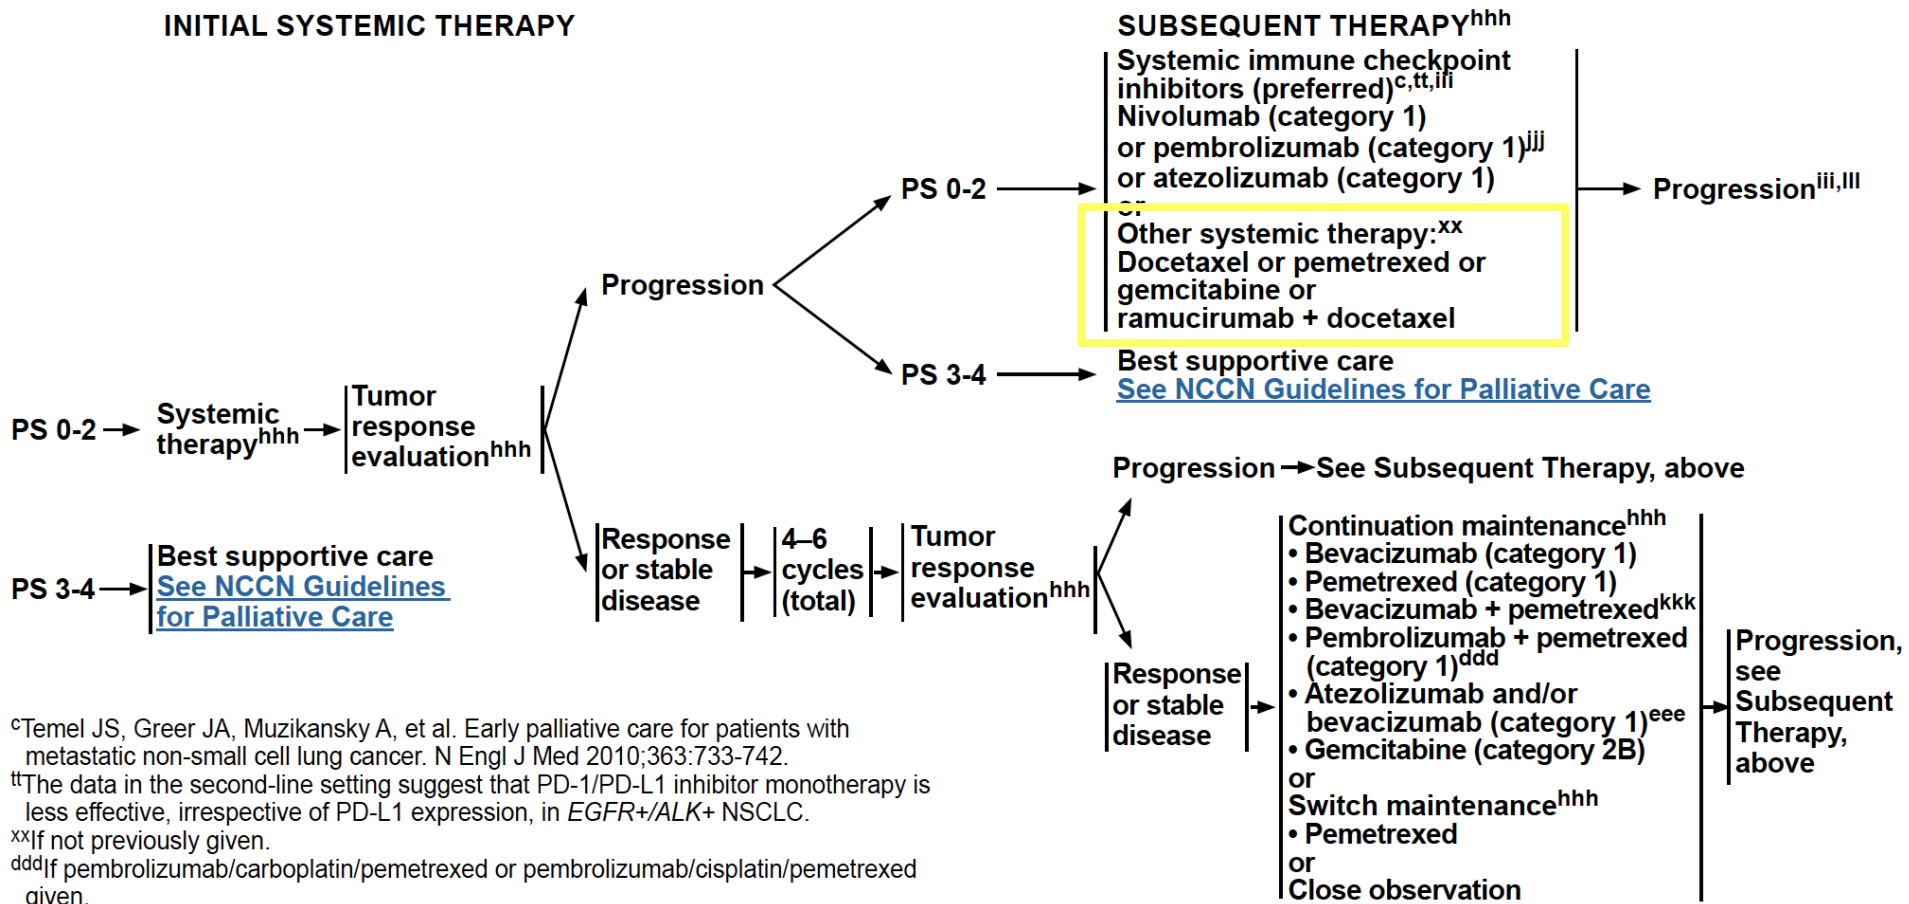 INITIAL SYSTEMIC THERAPY
SUBSEQUENT THERAPYhhh
Systemic immune checkpoint
inhibitors (preferred)c,tt,iii
Nivolumab (category 1)
or pembrolizumab (category 1)jjj
or atezolizumab (category 1)
or
Other systemic therapy:xx
Docetaxel or pemetrexed or
gemcitabine or
ramucirumab + docetaxel
PS 0-2
Progressioniii,lll
Progression
PS 3-4
Best supportive care
See NCCN Guidelines for Palliative Care
PS 0-2
Systemic
therapyhhh
Tumor
response
evaluationhhh
PS 3-4
Best supportive care
See NCCN Guidelines
for Palliative Care
Response
or stable
disease
4–6
cycles
(total)
Tumor
response
evaluationhhh
Progression
See Subsequent Therapy, above
Response
or stable
disease
Continuation maintenancehhh
• Bevacizumab (category 1)
• Pemetrexed (category 1)
• Bevacizumab + pemetrexedkkk
• Pembrolizumab + pemetrexed
(category 1)ddd
• Atezolizumab and/or
bevacizumab (category 1)eee
• Gemcitabine (category 2B)
or
Switch maintenancehhh
• Pemetrexed
or
Close observation
Progression,
see
Subsequent
Therapy,
above
cTemel JS, Greer JA, Muzikansky A, et al. Early palliative care for patients with
metastatic non-small cell lung cancer. N Engl J Med 2010;363:733-742.
ttThe data in the second-line setting suggest that PD-1/PD-L1 inhibitor monotherapy is
less effective, irrespective of PD-L1 expression, in EGFR+/ALK+ NSCLC.
xxIf not previously given.
dddIf pembrolizumab/carboplatin/pemetrexed or pembrolizumab/cisplatin/pemetrexed
given.